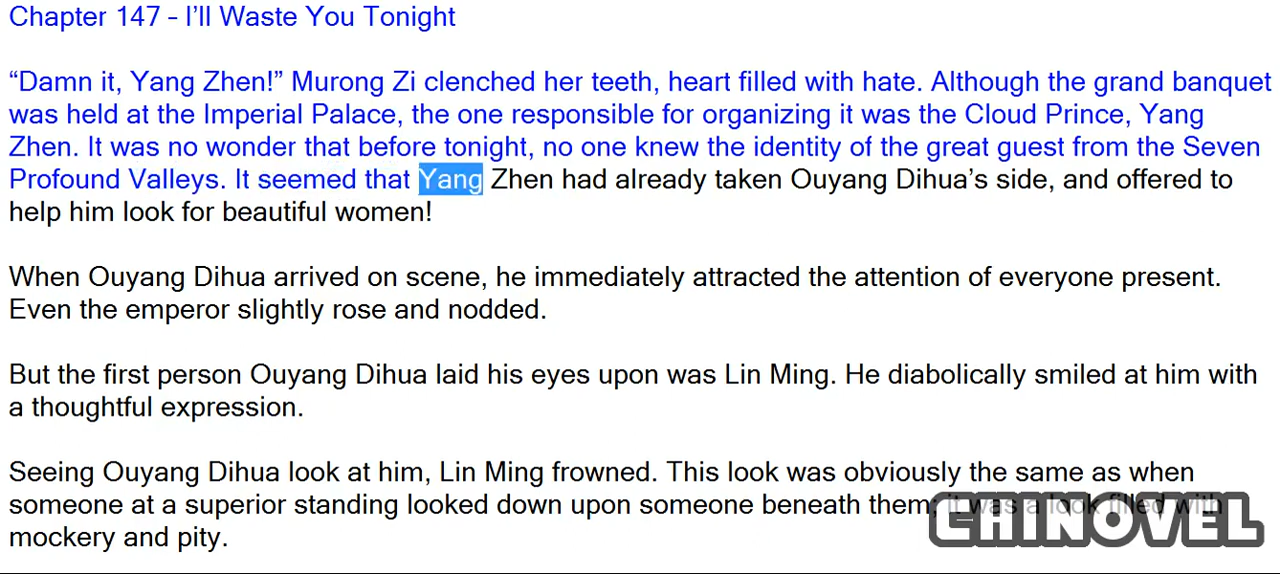 Chapter 147 – I’ll Waste You Tonight
“Damn it, Yang Zhen!” Murong Zi clenched her teeth, heart filled with hate. Although the grand banquet
was held at the Imperial Palace, the one responsible for organizing it was the Cloud Prince, Yang
Zhen. It was no wonder that before tonight, no one knew the identity of the great guest from the Seven
Profound Valleys. It seemed that Yang Zhen had already taken Ouyang Dihua’s side, and offered to
help him look for beautiful women!
When Ouyang Dihua arrived on scene, he immediately attracted the attention of everyone present.
Even the emperor slightly rose and nodded.
But the first person Ouyang Dihua laid his eyes upon was Lin Ming. He diabolically smiled at him with
a thoughtful expression.
Seeing Ouyang Dihua look at him, Lin Ming frowned. This look was obviously the same as when
someone at a superior standing looked down upon someone beneath them; it was a look filled with
mockery and pity.
CHINOVEL